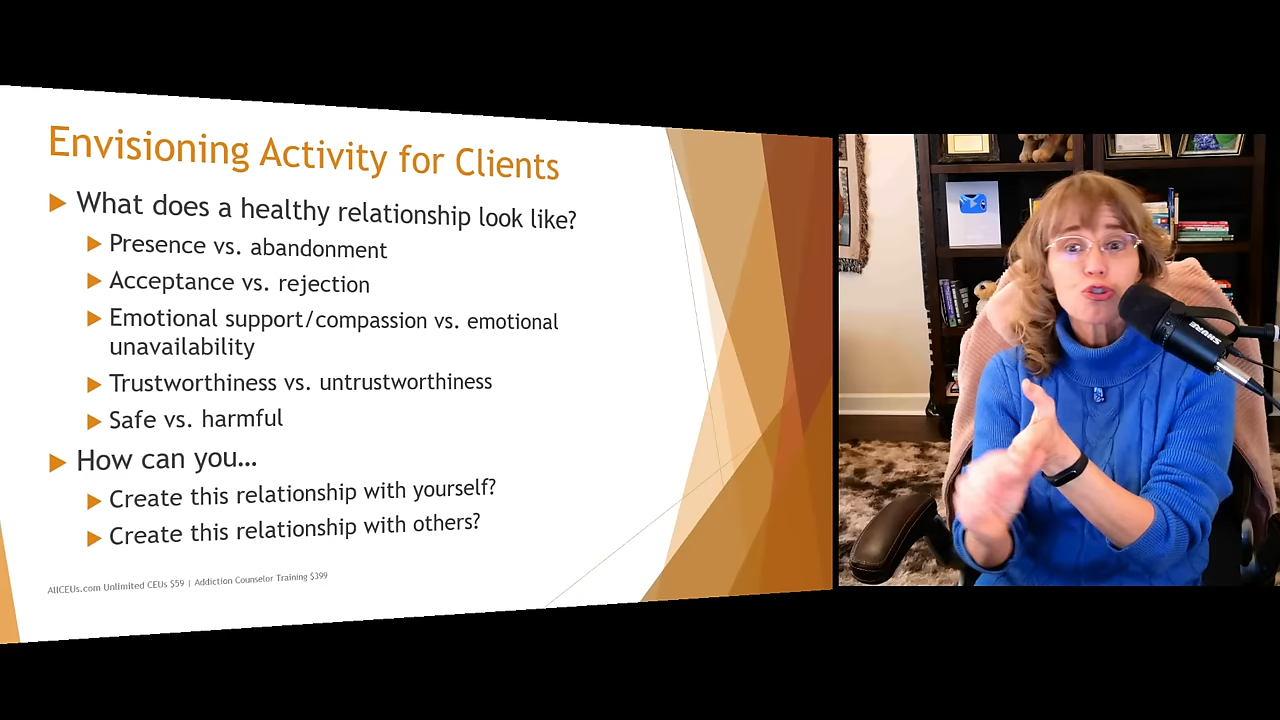 Envisioning Activity for Clients
What does a healthy relationship look like?
Presence vs. abandonment
Acceptance vs. rejection
Emotional support/compassion vs. emotional
unavailability
Trustworthiness vs. untrustworthiness
Safe vs. harmful
How can you…
Create this relationship with yourself?
Create this relationship with others?
AllCEUs.com Unlimited CEUs $59 | Addiction Counselor Training $399
SHURE